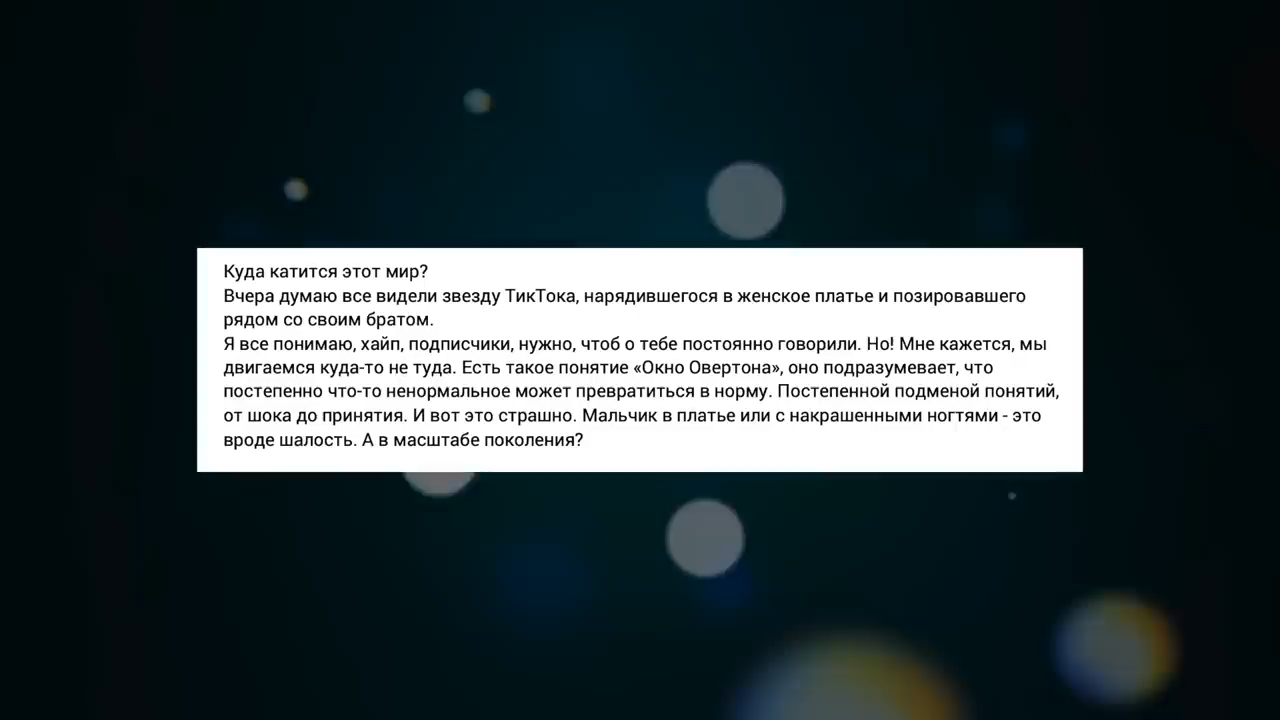 Куда катится этот мир?
Вчера думаю все видели звезду ТикТока, нарядившегося в женское платье и позировавшего
рядом со своим братом.
Я все понимаю, хайп, подписчики, нужно, чтоб о тебе постоянно говорили. Но! Мне кажется, мы
двигаемся куда-то не туда. Есть такое понятие «Окно Овертона», оно подразумевает, что
постепенно что-то ненормальное может превратиться в норму. Постепенной подменой понятий,
от шока до принятия. И вот это страшно. Мальчик в платье или с накрашенными ногтями - это
вроде шалость. А в масштабе поколения?